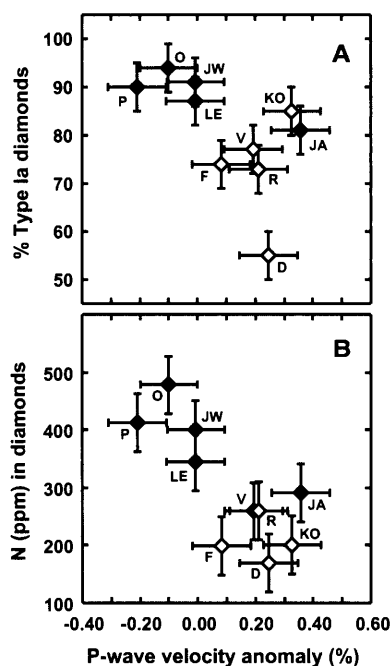 A
% Type Ia diamonds
100
90
80
70
60
50
O
JW
P
LE
KO
V
JA
F
R
D
B
N (ppm) in diamonds
500
400
300
200
100
O
JW
P
LE
V
R
JA
F
KO
D
-0.40 -0.20 0.00 0.20 0.40 0.60
P-wave velocity anomaly (%)